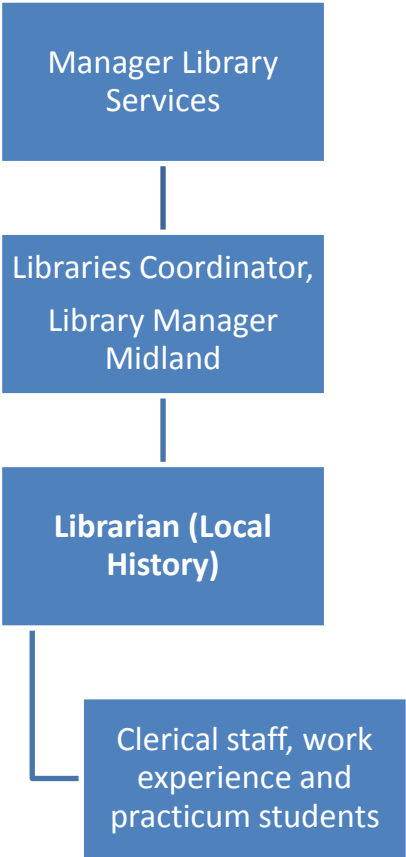 Manager Library
Services
Libraries Coordinator,
Library Manager
Midland
Librarian (Local
History)
Clerical staff, work
experience and
practicum students